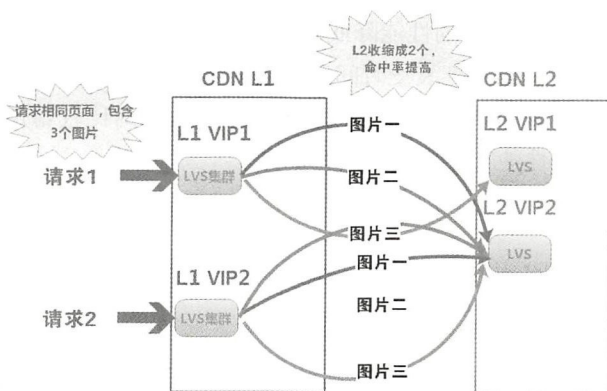 L2收缩成2个，
命中率提高
CDN L1
CDN L2
请求相同页面，包含
3个图片
L1 VIP1
L2 VIP1
图片一
请求1
LVS集群
图片二
LVS
L2 VIP2
图片三
LVS
图片一
L1 VIP2
图片二
请求2
LVS集群
图片三